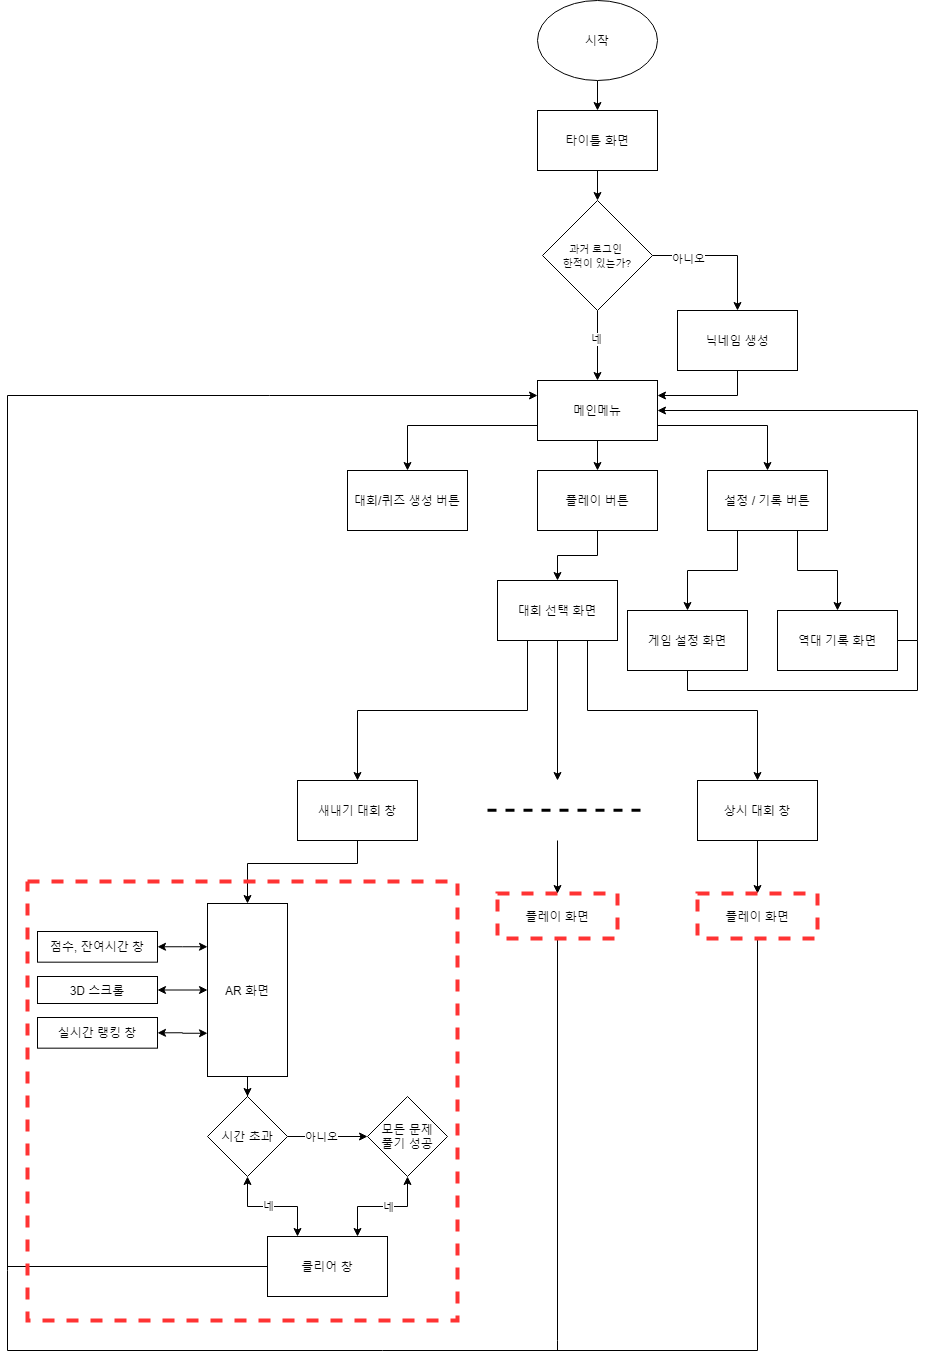 시작
타이틀 화면
과거 로그인
한적이 있는가?
아니오
닉네임 생성
네
메인메뉴
대회/퀴즈 생성 버튼
플레이 버튼
설정 / 기록 버튼
대회 선택 화면
게임 설정 화면
역대 기록 화면
새내기 대회 창
상시 대회 창
플레이 화면
플레이 화면
점수, 잔여시간 창
3D 스크롤
AR 화면
실시간 랭킹 창
시간 초과
아니오
모든 문제
풀기 성공
네
네
클리어 창